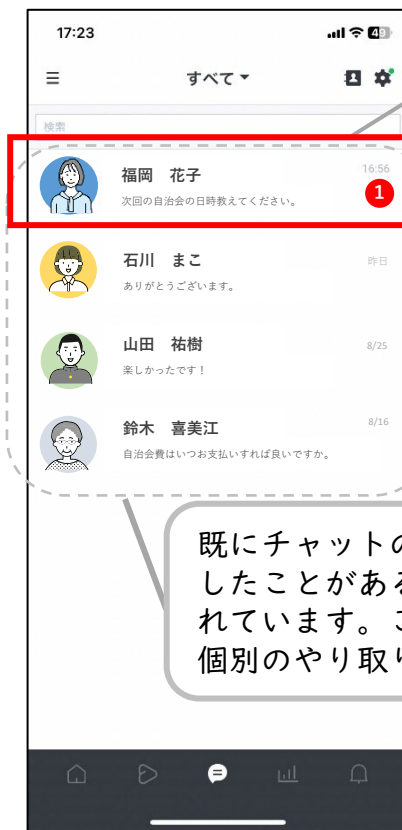 17:23
49
すべて
検索
福岡 花子
16:56
次回の自治会の日時教えてください。
1
石川 まこ
昨日
ありがとうございます。
山田 祐樹
8/25
楽しかったです！
鈴木 喜美江
8/16
自治会費はいつお支払いすれば良いですか。
既にチャットの
したことがある
れています。こ
個別のやり取り